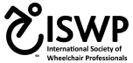 ISWP
International Society of
Wheelchair Professionals